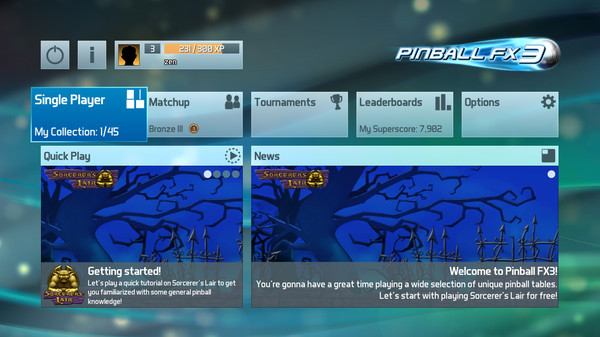 3
231 / 300 XP
zen
PINBALL FX3
Single Player
My Collection: 1/45
Matchup
Bronze III
Tournaments
Leaderboards
My Superscore: 7,902
Options
Quick Play
SORCERER'S LAIR
Getting started!
Let's play a quick tutorial on Sorcerer's Lair to get
you familiarized with some general pinball
knowledge!
SORCERER'S LAIR
News
SORCERER'S LAIR
Welcome to Pinball FX3!
You're gonna have a great time playing a wide selection of unique pinball tables.
Let's start with playing Sorcerer's Lair for free!